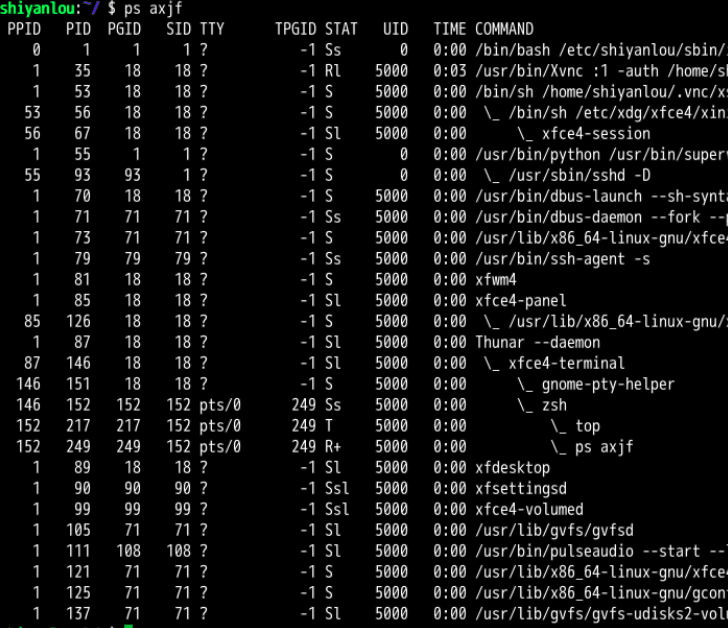 shiyanlou:~/ $ ps axjf
PPID PID PGID SID TTY TPGID STAT UID TIME COMMAND
0 1 1 1 ? -1 Ss 0 0:00 /bin/bash /etc/shiyanlou/sbin/
1 35 18 18 ? -1 Rl 5000 0:03 /usr/bin/Xvnc :1 -auth /home/sh
1 53 18 18 ? -1 S 5000 0:00 /bin/sh /home/shiyanlou/.vnc/xs
53 56 18 18 ? -1 S 5000 0:00 \_ /bin/sh /etc/xdg/xfce4/xin
56 67 18 18 ? -1 Sl 5000 0:00 \_ xfce4-session
1 55 1 1 ? -1 S 0 0:00 /usr/bin/python /usr/bin/superv
55 93 93 1 ? -1 S 0 0:00 \_ /usr/sbin/sshd -D
1 70 18 18 ? -1 S 5000 0:00 /usr/bin/dbus-launch --sh-synta
1 71 71 71 ? -1 Ss 5000 0:00 /usr/bin/dbus-daemon --fork --p
1 73 71 71 ? -1 S 5000 0:00 /usr/lib/x86_64-linux-gnu/xfce4
1 79 79 79 ? -1 Ss 5000 0:00 /usr/bin/ssh-agent -s
1 81 18 18 ? -1 S 5000 0:00 xfwm4
1 85 18 18 ? -1 Sl 5000 0:00 xfce4-panel
85 126 18 18 ? -1 S 5000 0:00 \_ /usr/lib/x86_64-linux-gnu/
1 87 18 18 ? -1 Sl 5000 0:00 Thunar --daemon
87 146 18 18 ? -1 Sl 5000 0:00 \_ xfce4-terminal
146 151 18 18 ? -1 S 5000 0:00 \_ gnome-pty-helper
146 152 152 152 pts/0 249 Ss 5000 0:00 \_ zsh
152 217 217 152 pts/0 249 T 5000 0:00 \_ top
152 249 249 152 pts/0 249 R+ 5000 0:00 \_ ps axjf
1 89 18 18 ? -1 Sl 5000 0:00 xfdesktop
1 90 90 90 ? -1 Ssl 5000 0:00 xfsettingsd
1 99 99 99 ? -1 Ssl 5000 0:00 xfce4-volumed
1 105 71 71 ? -1 Sl 5000 0:00 /usr/lib/gvfs/gvfsd
1 111 108 108 ? -1 Sl 5000 0:00 /usr/bin/pulseaudio --start --
1 121 71 71 ? -1 S 5000 0:00 /usr/lib/x86_64-linux-gnu/xfce4
1 125 71 71 ? -1 S 5000 0:00 /usr/lib/x86_64-linux-gnu/gcon
1 137 71 71 ? -1 Sl 5000 0:00 /usr/lib/gvfs/gvfs-udisks2-volu